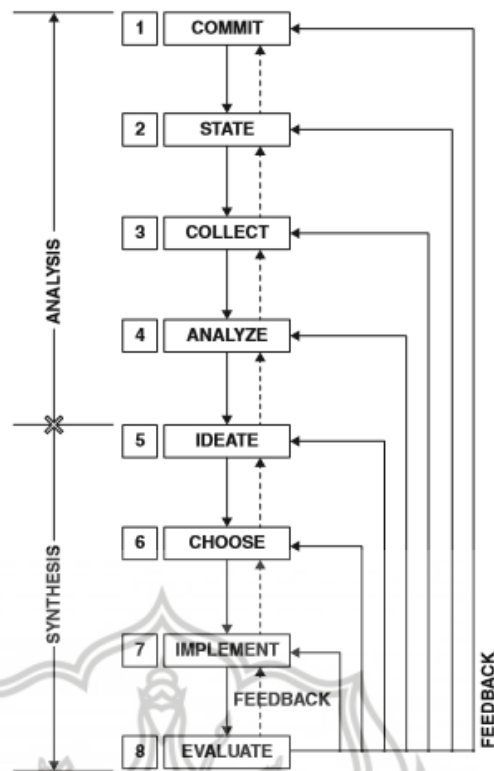 1 COMMIT
2 STATE
3 COLLECT
ANALYSIS
4 ANALYZE
5 IDEATE
6 CHOOSE
SYNTHESIS
7 IMPLEMENT
FEEDBACK
8 EVALUATE
FEEDBACK